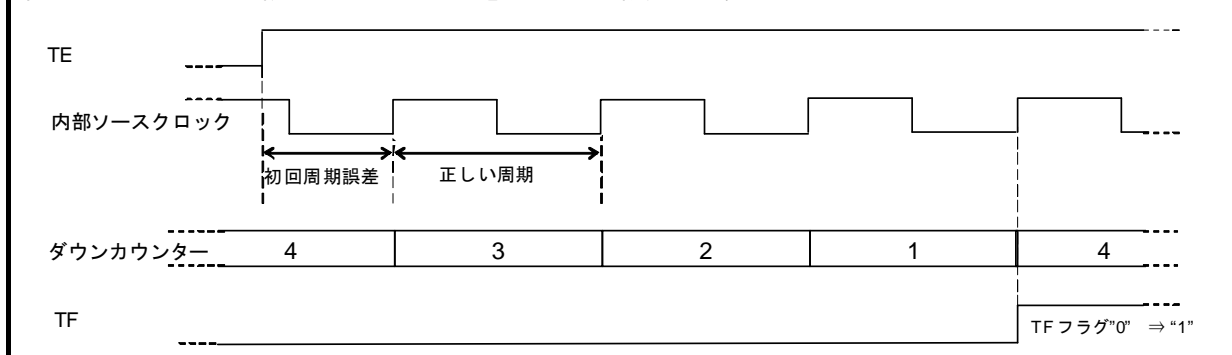 TE
内部ソースクロック
初回周期誤差 正しい周期
ダウンカウンター 4 3 2 1 4
TF
TFフラグ"0" ⇒ “1”